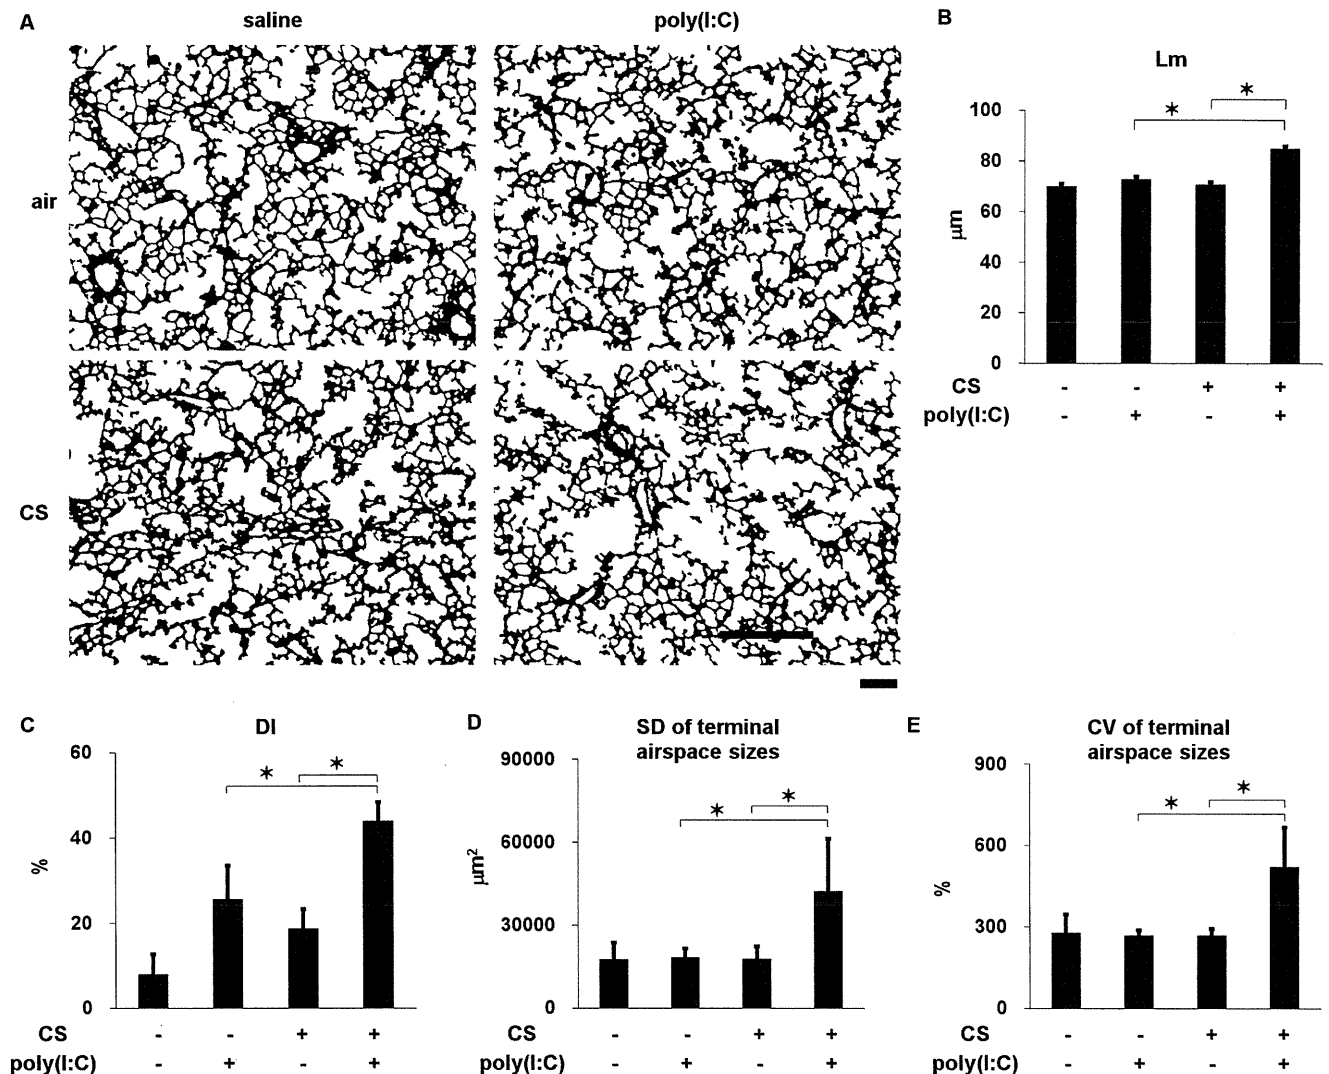 A
saline
poly(I:C)
air
CS
B
Lm
100
80
60
40
20
0
μm
* *
CS - - + +
poly(I:C) - + - +
C
DI
60
40
20
0
%
* *
CS - - + +
poly(I:C) - + - +
D
SD of terminal
airspace sizes
90000
60000
30000
0
μm²
* *
CS - - + +
poly(I:C) - + - +
E
CV of terminal
airspace sizes
900
600
300
0
%
* *
CS - - + +
poly(I:C) - + - +